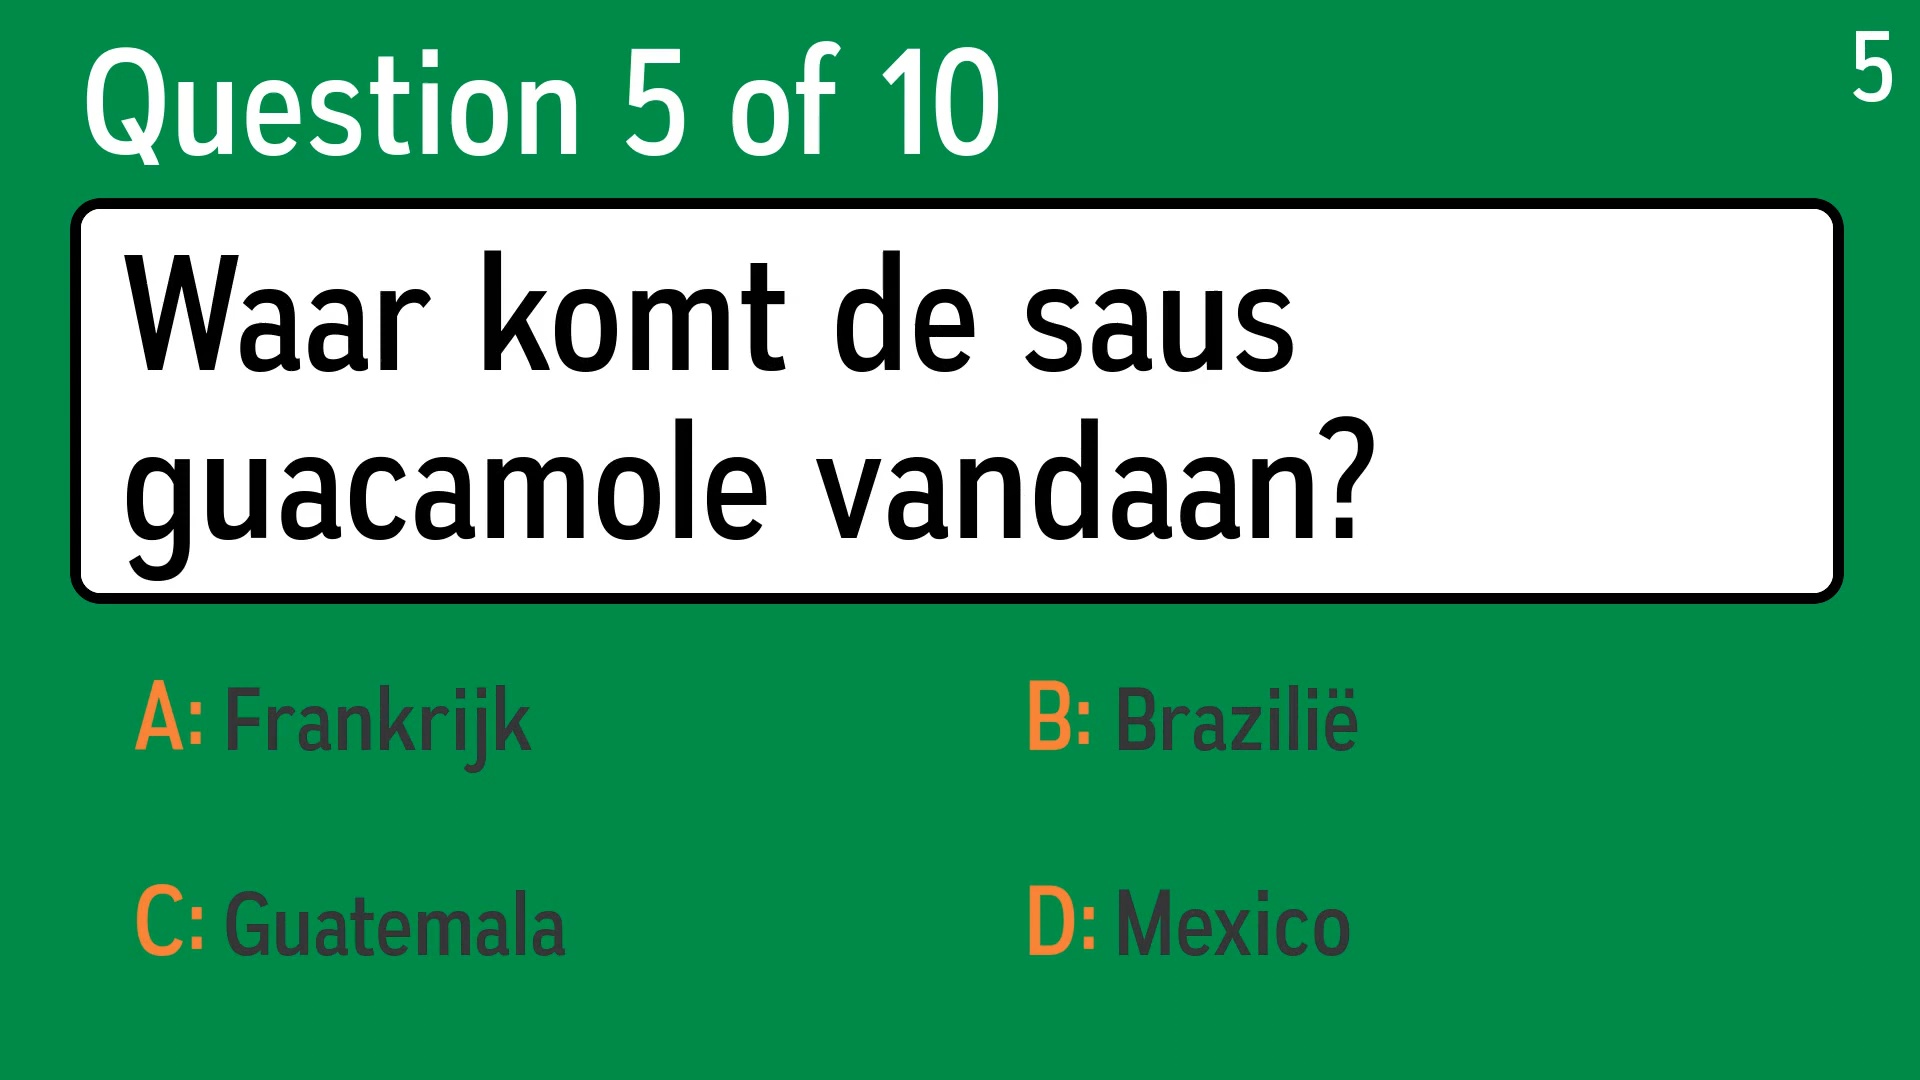 Question 5 of 10
5
Waar komt de saus
guacamole vandaan?
A: Frankrijk
B: Brazilië
C: Guatemala
D: Mexico